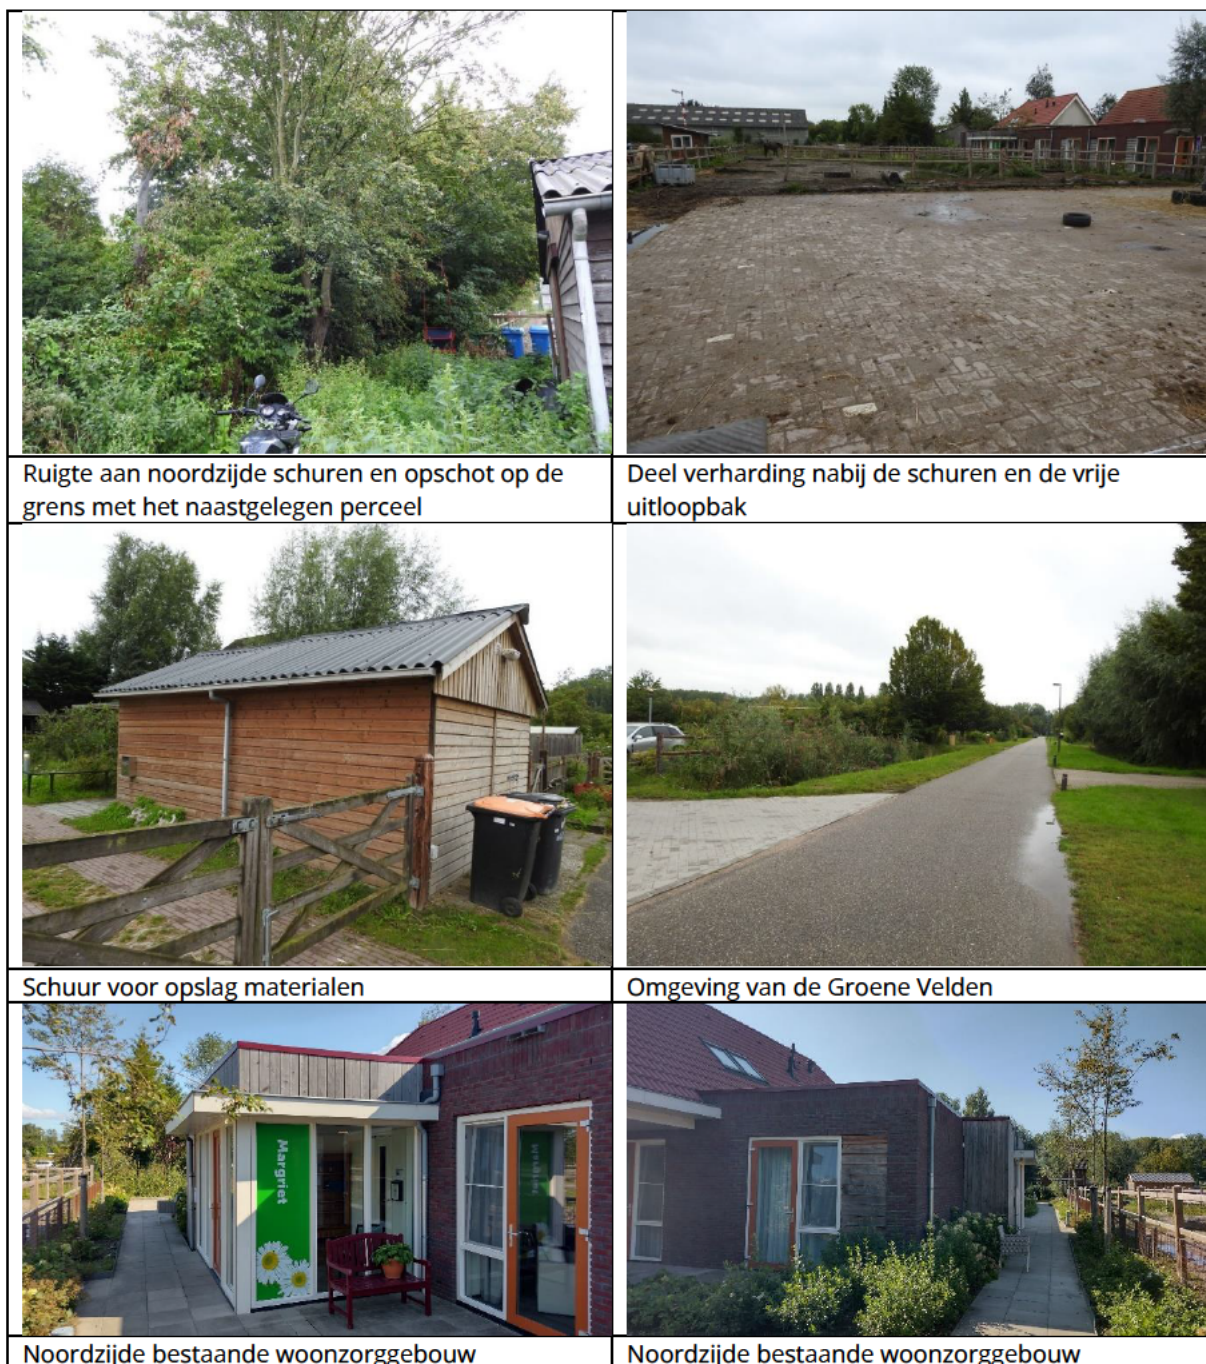 Ruigte aan noordzijde schuren en opschot op de
grens met het naastgelegen perceel
Deel verharding nabij de schuren en de vrije
uitloopbak
Schuur voor opslag materialen
Omgeving van de Groene Velden
Margriet
Noordzijde bestaande woonzorggebouw
Noordzijde bestaande woonzorggebouw